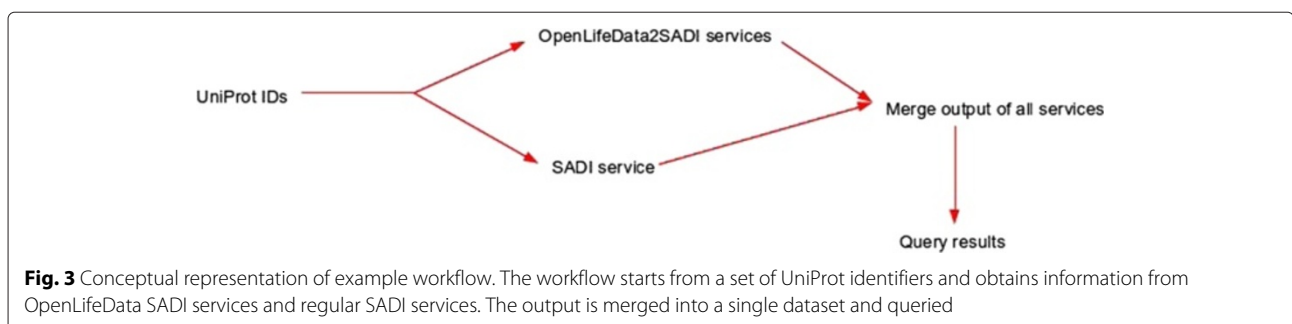 OpenLifeData2SADI services
UniProt IDs
Merge output of all services
SADI service
Query results
Fig. 3 Conceptual representation of example workflow. The workflow starts from a set of UniProt identifiers and obtains information from
OpenLifeData SADI services and regular SADI services. The output is merged into a single dataset and queried